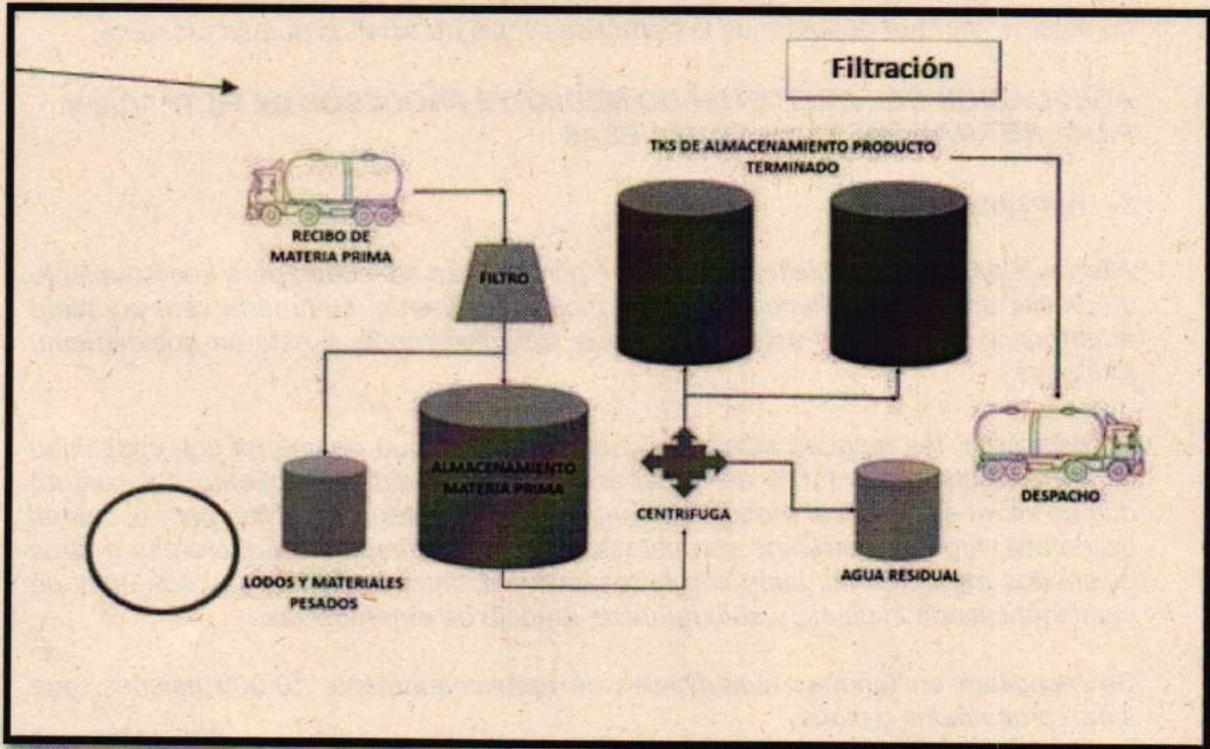 Filtración
TKS DE ALMACENAMIENTO PRODUCTO
TERMINADO
RECIBO DE
MATERIA PRIMA
FILTRO
ALMACENAMIENTO
MATERIA PRIMA
CENTRIFUGA
DESPACHO
LODOS Y MATERIALES
PESADOS
AGUA RESIDUAL